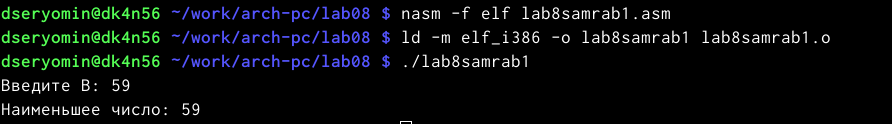 dseryomin@dk4n56 ~/work/arch-pc/lab08 $ nasm -f elf lab8samrab1.asm
dseryomin@dk4n56 ~/work/arch-pc/lab08 $ ld -m elf_i386 -o lab8samrab1 lab8samrab1.o
dseryomin@dk4n56 ~/work/arch-pc/lab08 $ ./lab8samrab1
Введите B: 59
Наименьшее число: 59